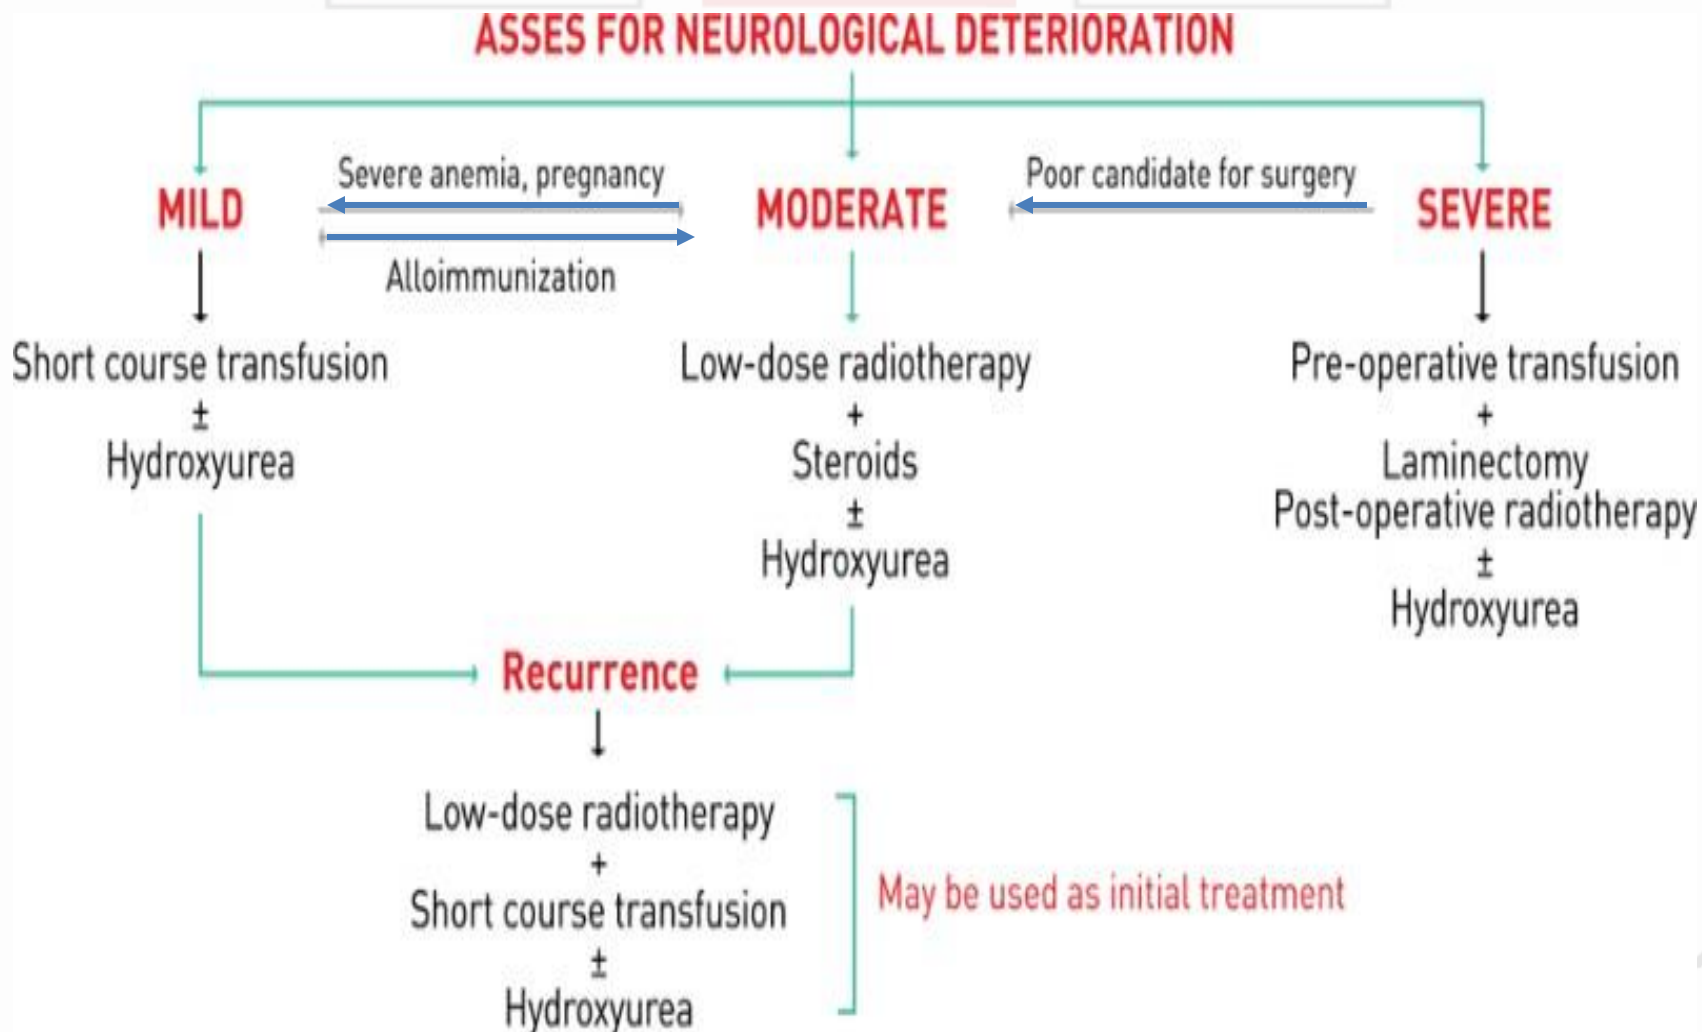 ASSES FOR NEUROLOGICAL DETERIORATION
Severe anemia, pregnancy
Poor candidate for surgery
MILD
MODERATE
SEVERE
Alloimmunization
Short course transfusion
±
Hydroxyurea
Low-dose radiotherapy
+
Steroids
±
Hydroxyurea
Pre-operative transfusion
+
Laminectomy
Post-operative radiotherapy
±
Hydroxyurea
Recurrence
Low-dose radiotherapy
+
Short course transfusion
±
Hydroxyurea
May be used as initial treatment